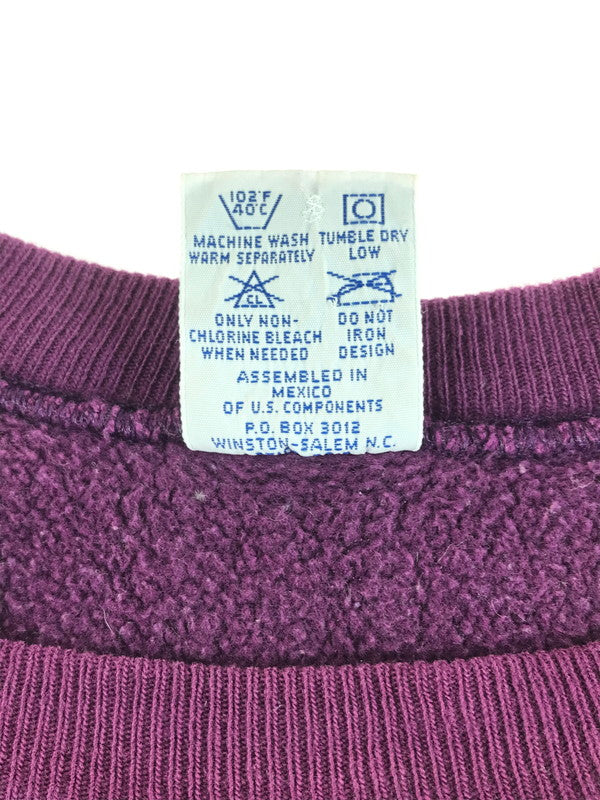 102°F
40°C
MACHINE WASH
WARM SEPARATELY
TUMBLE DRY
LOW
CL
ONLY NON-
CHLORINE BLEACH
WHEN NEEDED
DO NOT
IRON
DESIGN
ASSEMBLED IN
MEXICO
OF U.S. COMPONENTS
P.O. BOX 3012
WINSTON-SALEM N.C.